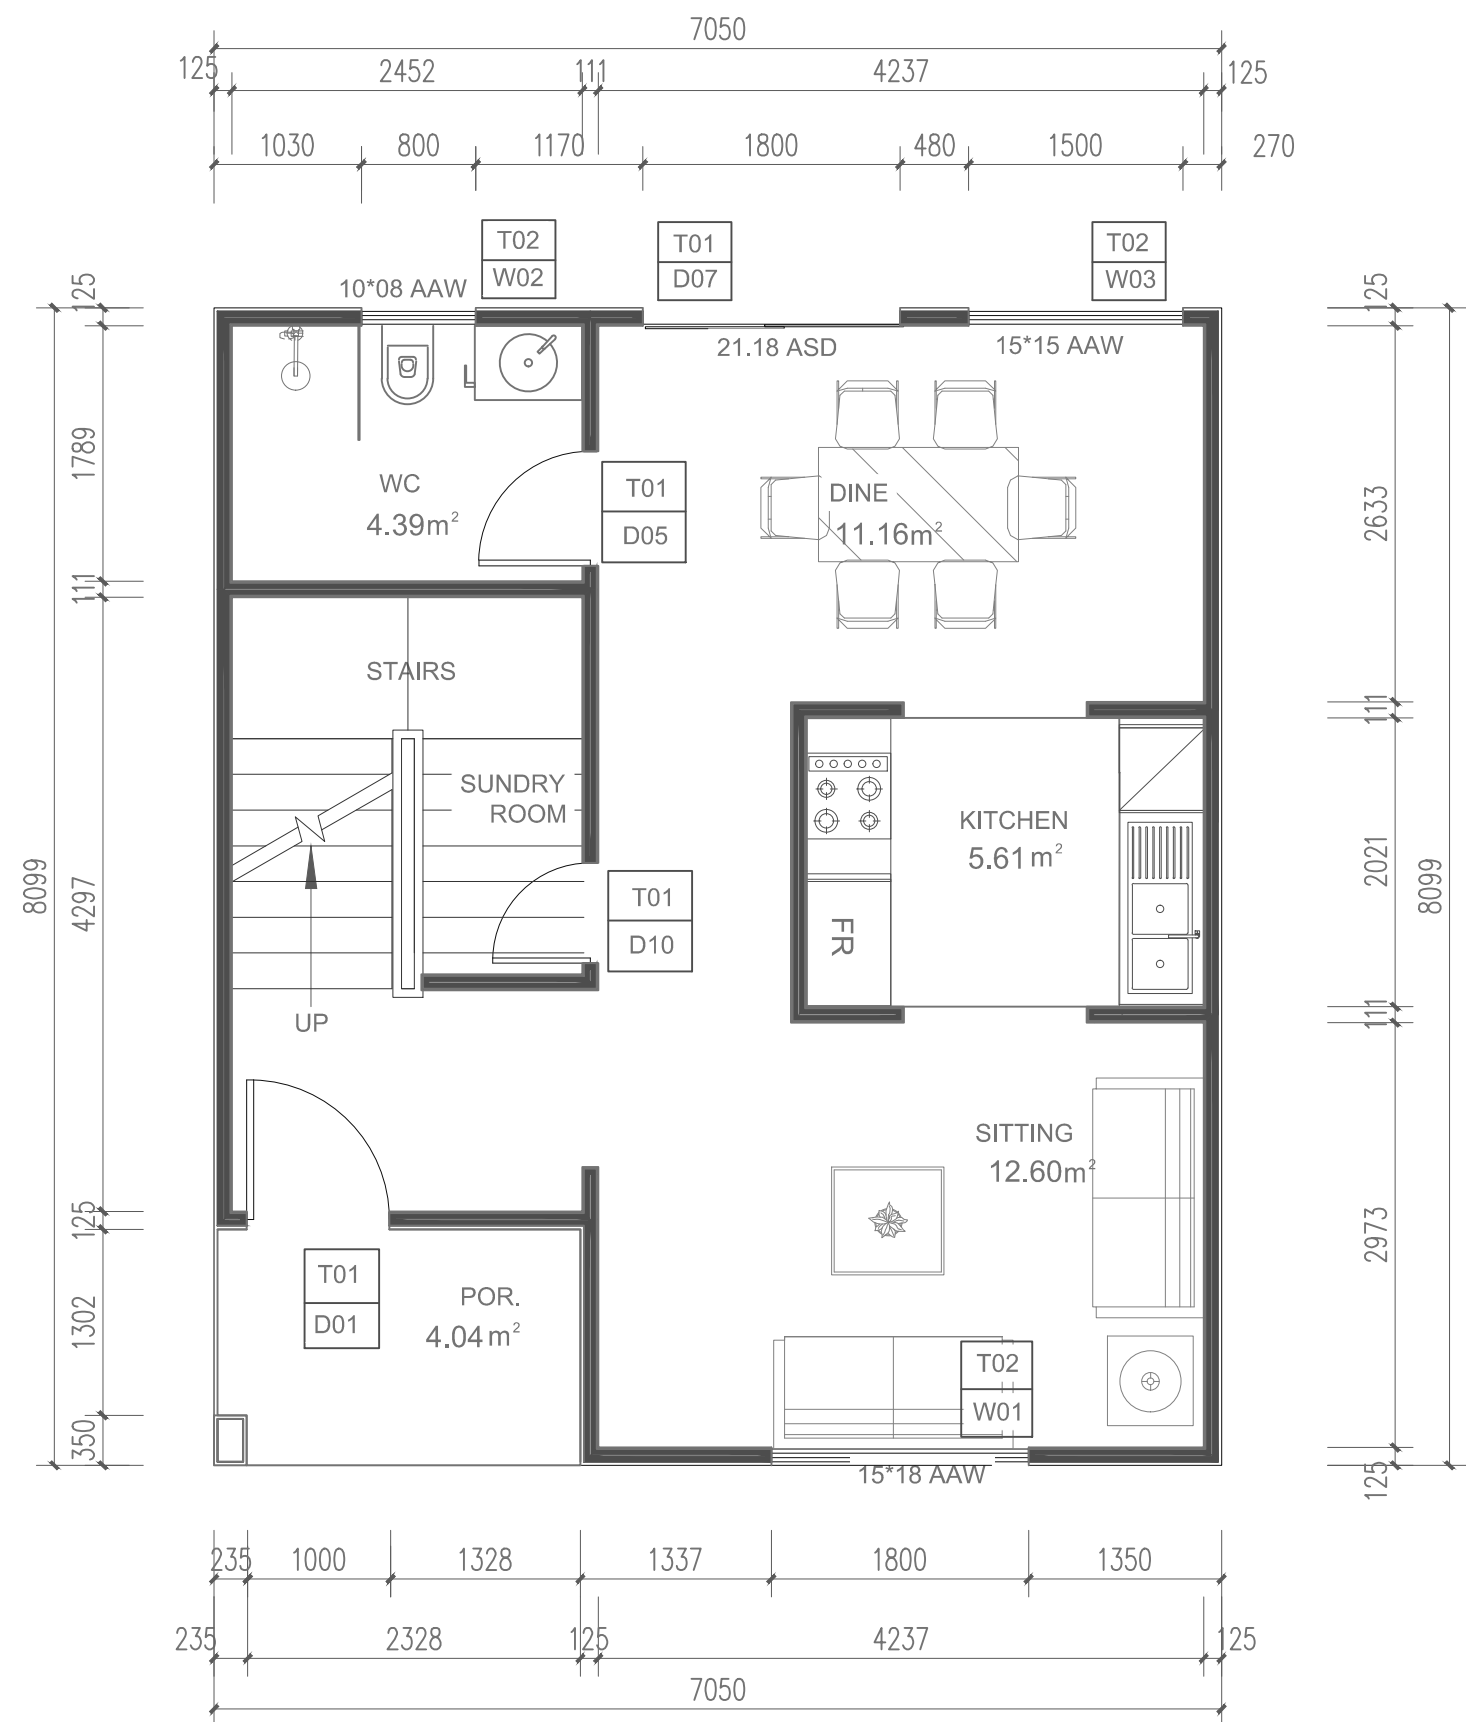 7050
125 2452 111 4237 125
1030 800 1170 1800 480 1500 270
T02
W02
T01
D07
T02
W03
10*08 AAW
21.18 ASD
15*15 AAW
125
1789
111
4297
125
1302
350
8099
125
2633
111
2021
111
2973
125
8099
WC
4.39m²
T01
D05
DINE
11.16m²
STAIRS
SUNDRY
ROOM
KITCHEN
5.61m²
T01
D10
FR
UP
SITTING
12.60m²
T01
D01
POR.
4.04m²
T02
W01
15*18 AAW
235 1000 1328 1337 1800 1350
235 2328 125 4237 125
7050